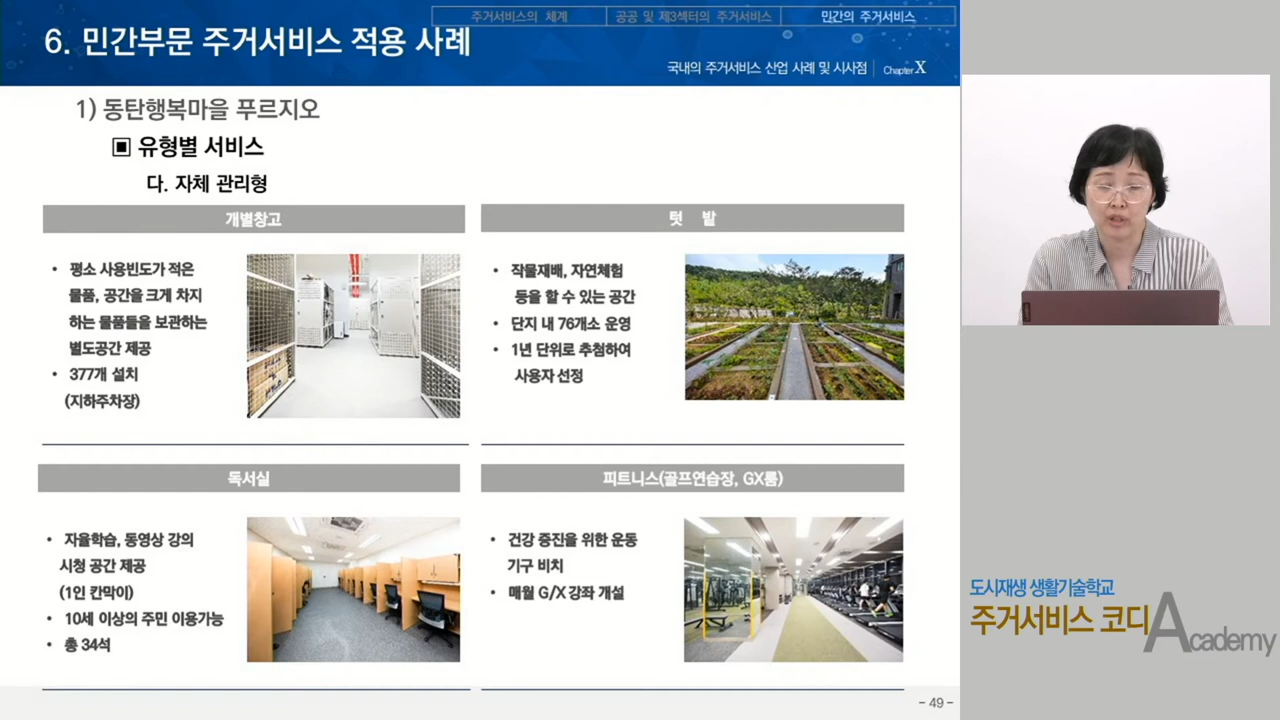 주거서비스의 체계 공공 및 제3섹터의 주거서비스 민간의 주거서비스
6. 민간부문 주거서비스 적용 사례
국내의 주거서비스 산업 사례 및 시사점 Chapter X
1) 동탄행복마을 푸르지오
▣ 유형별 서비스
다. 자체 관리형
개별창고
• 평소 사용빈도가 적은
물품, 공간을 크게 차지
하는 물품들을 보관하는
별도공간 제공
• 377개 설치
(지하주차장)
텃 밭
• 작물재배, 자연체험
등을 할 수 있는 공간
• 단지 내 76개소 운영
• 1년 단위로 추첨하여
사용자 선정
독서실
• 자율학습, 동영상 강의
시청 공간 제공
(1인 칸막이)
• 10세 이상의 주민 이용가능
• 총 34석
피트니스(골프연습장, GX룸)
• 건강 증진을 위한 운동
기구 비치
• 매월 G/X 강좌 개설
- 49 -
도시재생 생활기술학교
주거서비스 코디 Academy